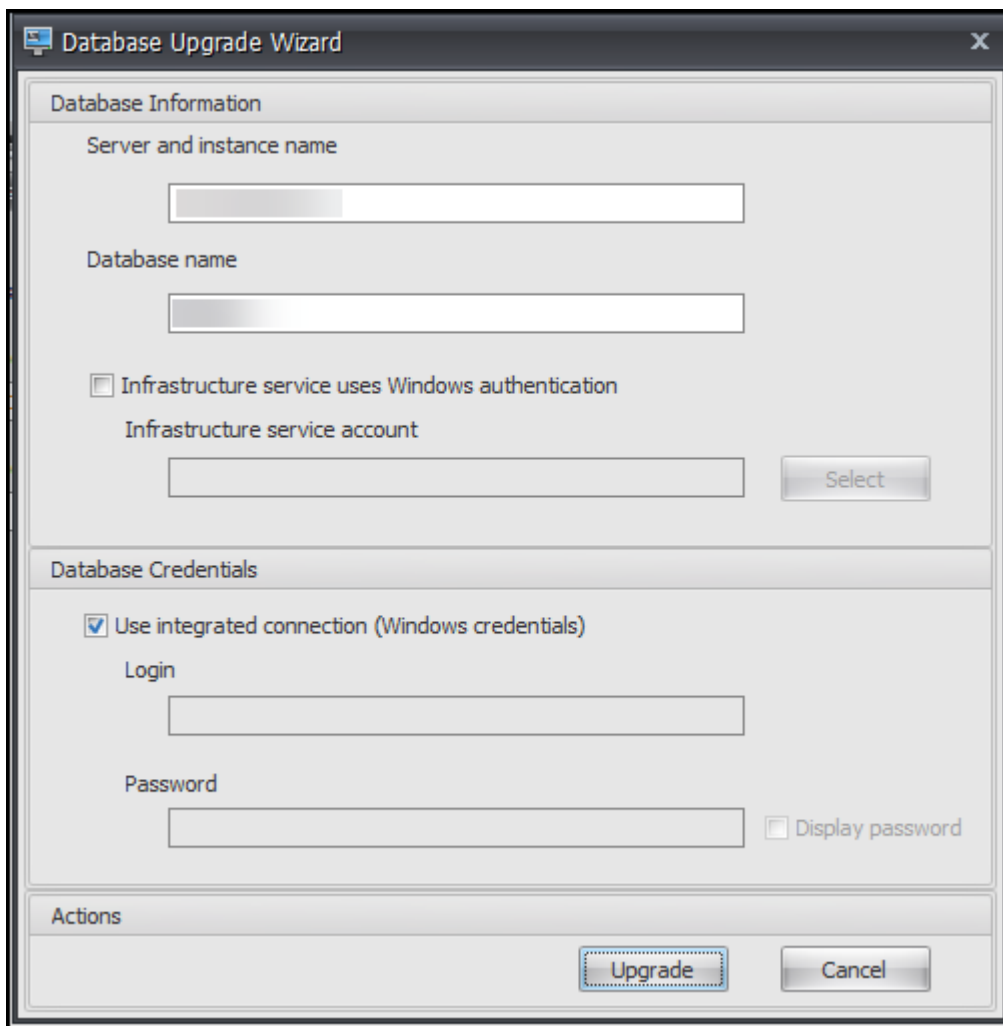 Database Upgrade Wizard x
Database Information
Server and instance name
Database name
Infrastructure service uses Windows authentication
Infrastructure service account
Select
Database Credentials
Use integrated connection (Windows credentials)
Login
Password
Display password
Actions
Upgrade Cancel